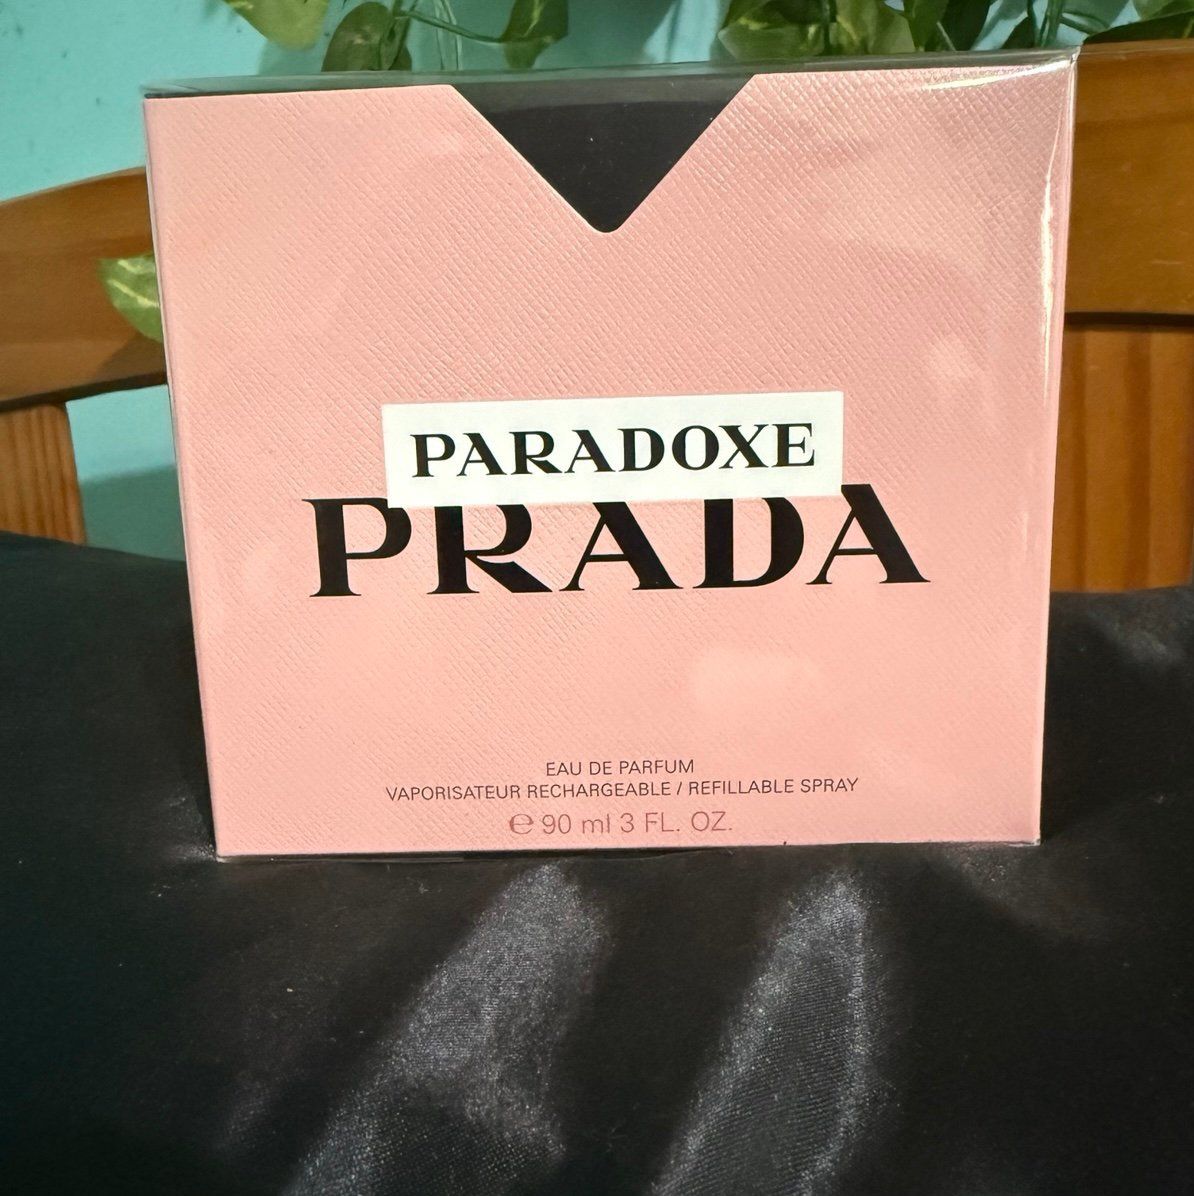 PARADOXE
PRADA
EAU DE PARFUM
VAPORISATEUR RECHARGEABLE / REFILLABLE SPRAY
℮ 90 ml 3 FL. OZ.